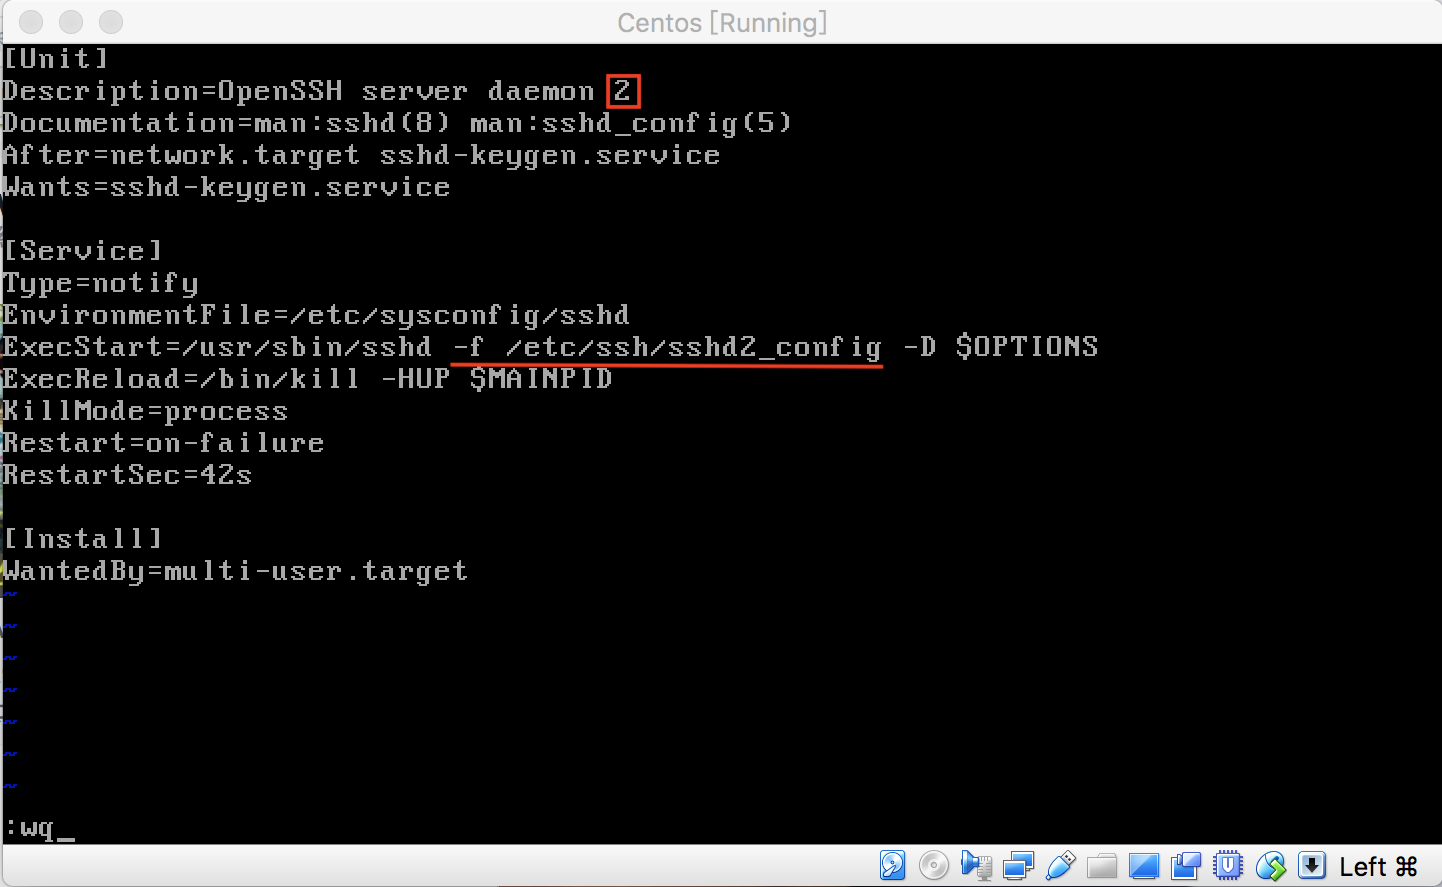 Centos [Running]
[Unit]
Description=OpenSSH server daemon 2
Documentation=man:sshd(8) man:sshd_config(5)
After=network.target sshd-keygen.service
Wants=sshd-keygen.service
[Service]
Type=notify
EnvironmentFile=/etc/sysconfig/sshd
ExecStart=/usr/sbin/sshd -f /etc/ssh/sshd2_config -D $OPTIONS
ExecReload=/bin/kill -HUP $MAINPID
KillMode=process
Restart=on-failure
RestartSec=42s
[Install]
WantedBy=multi-user.target
~
~
~
~
~
~
~
:wq_
Left ⌘